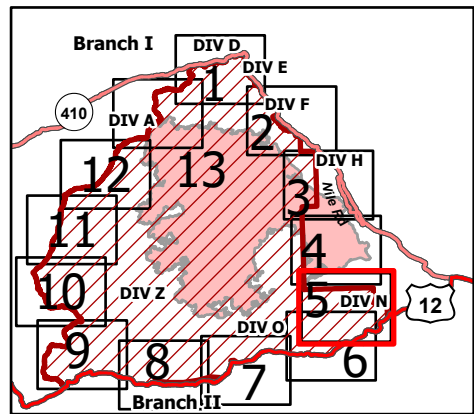 Branch I
DIV D
DIV E
1
410
DIV A
DIV F
2
12
13
DIV H
3
Nile Rd
11
4
10
DIV Z
5
DIV N
12
DIV O
9
8
7
6
Branch II